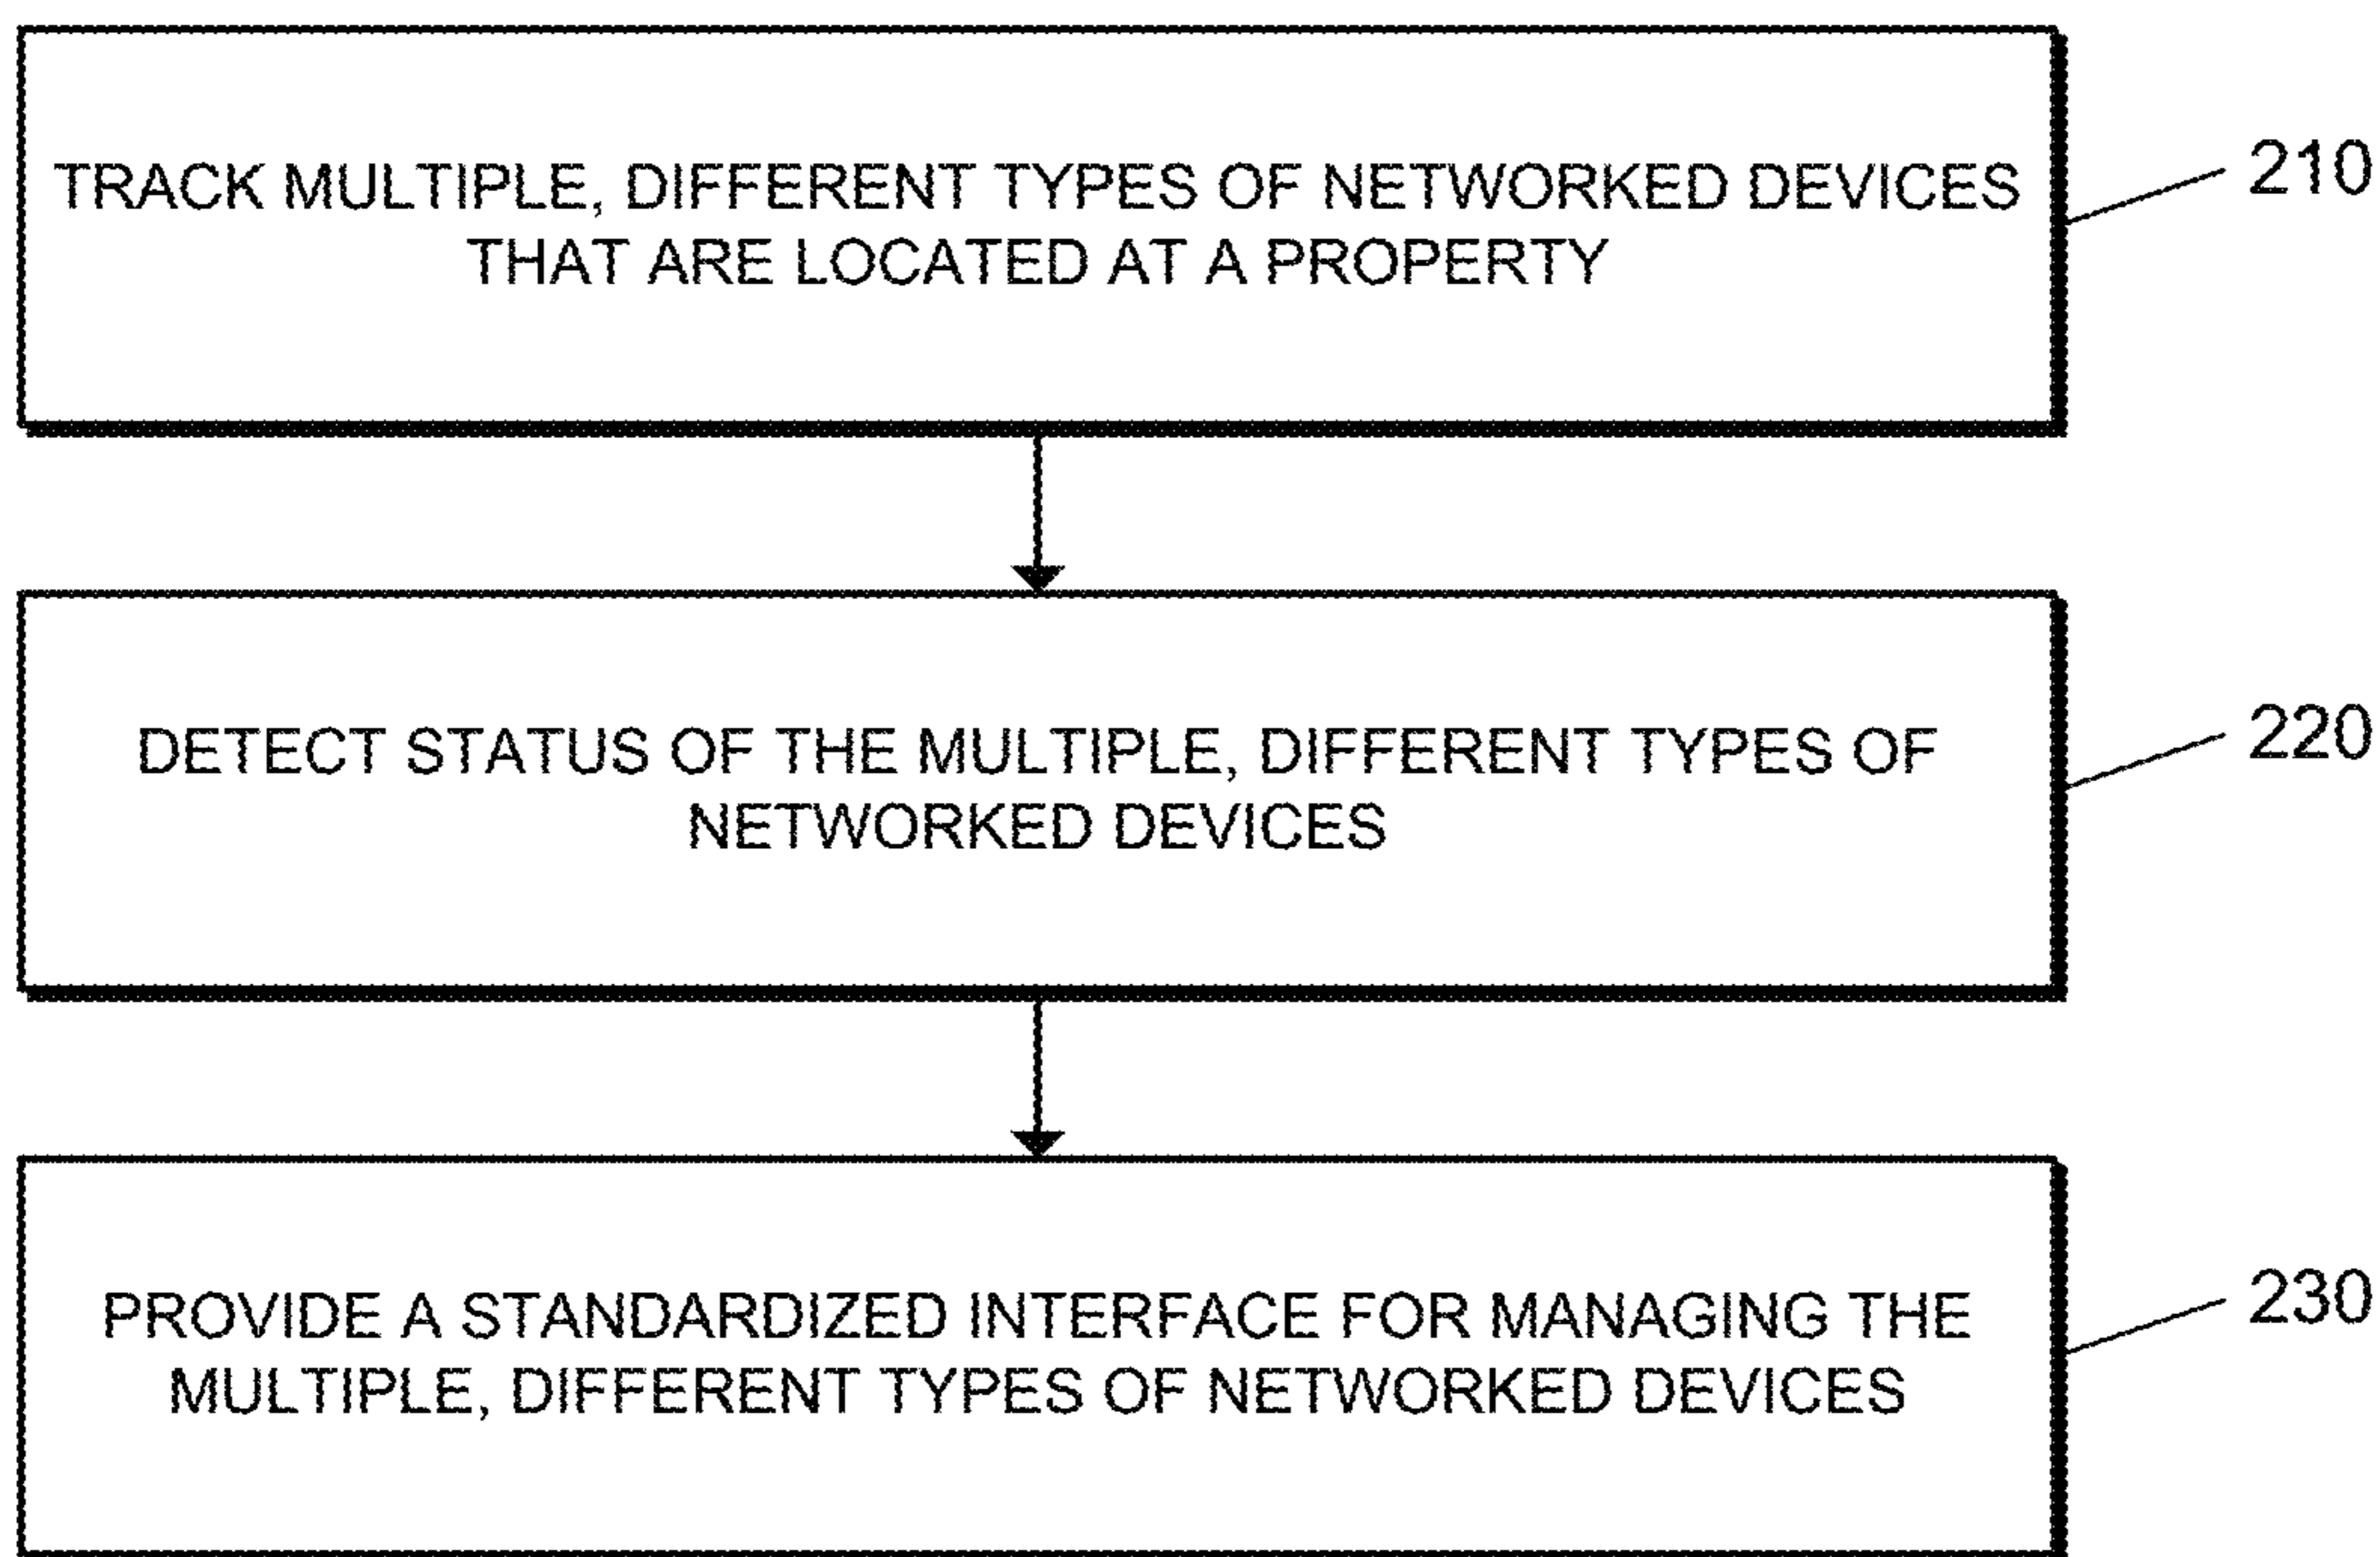 TRACK MULTIPLE, DIFFERENT TYPES OF NETWORKED DEVICES
THAT ARE LOCATED AT A PROPERTY
210
DETECT STATUS OF THE MULTIPLE, DIFFERENT TYPES OF
NETWORKED DEVICES
220
PROVIDE A STANDARDIZED INTERFACE FOR MANAGING THE
MULTIPLE, DIFFERENT TYPES OF NETWORKED DEVICES
230